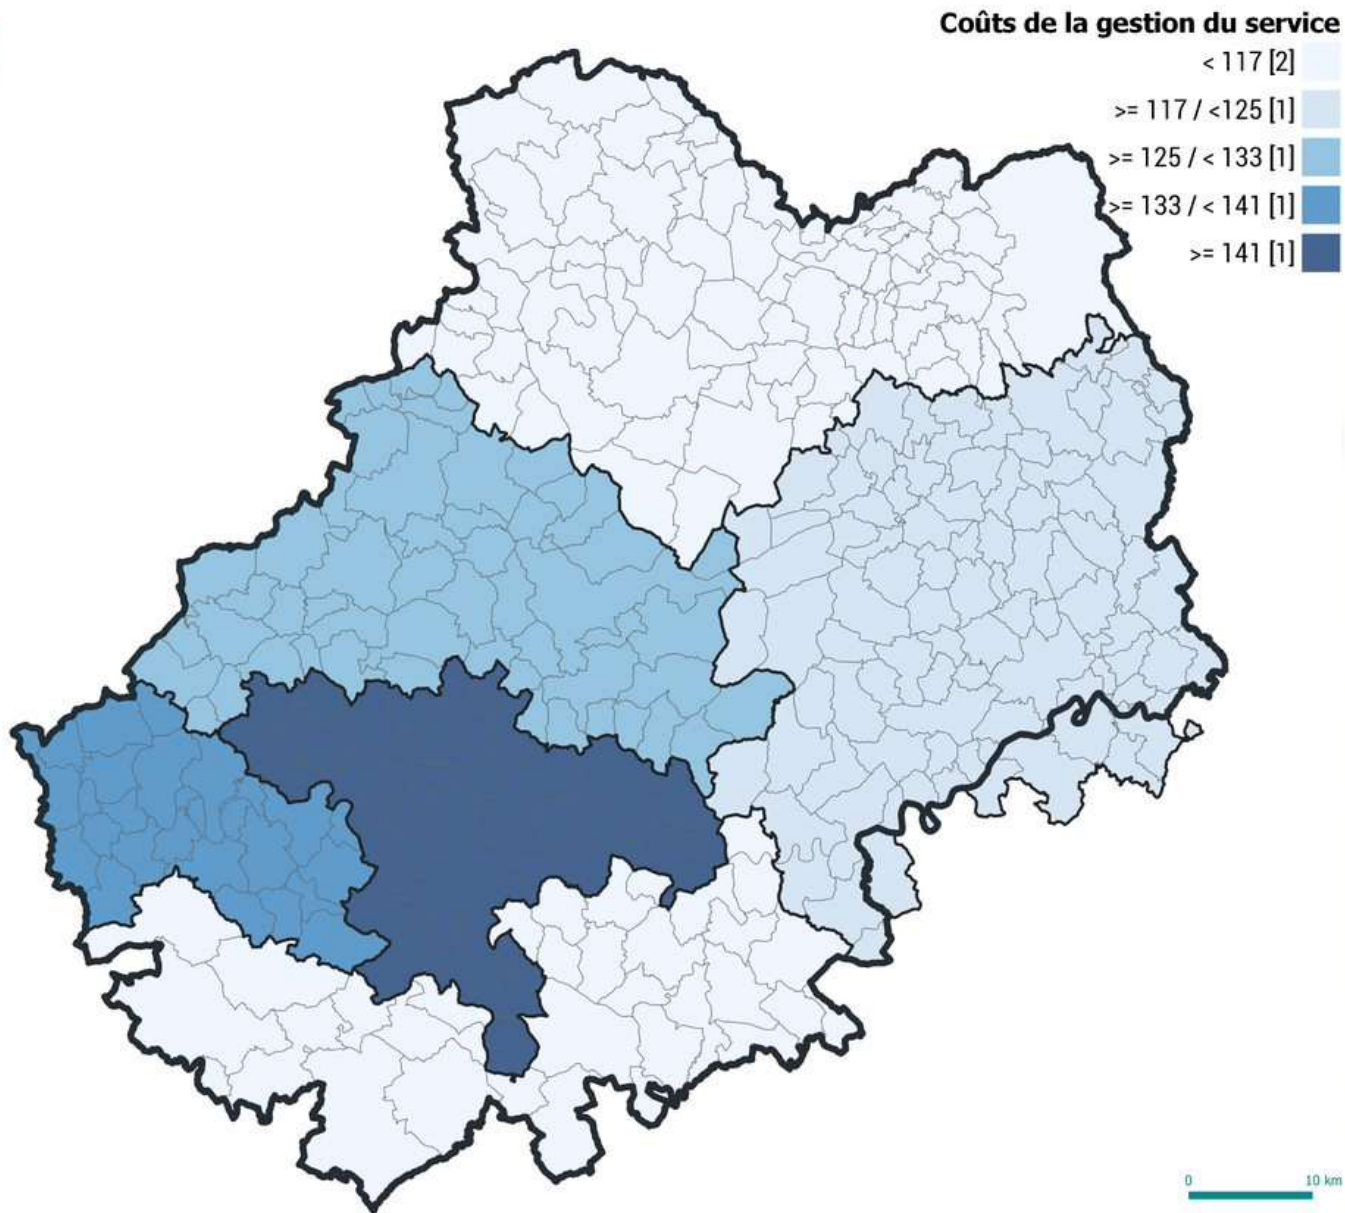 Coûts de la gestion du service
< 117 [2]
>= 117 / <125 [1]
>= 125 / < 133 [1]
>= 133 / < 141 [1]
>= 141 [1]
0 10 km